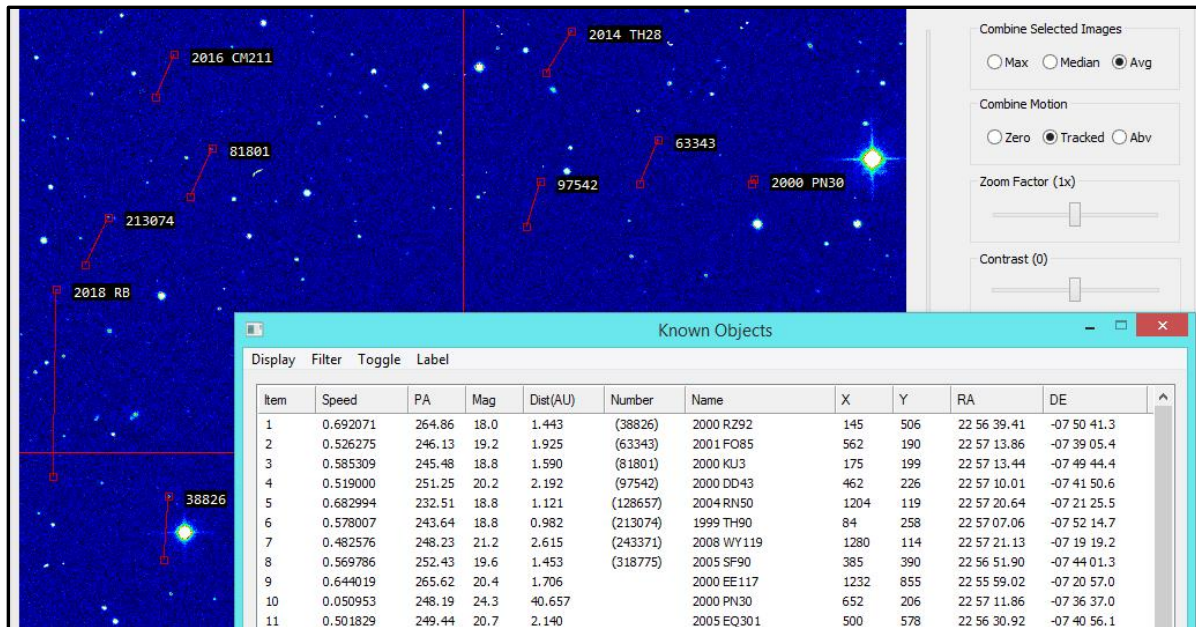 2016 CM211
2014 TH28
81801
63343
97542
2000 PN30
213074
2018 RB
38826
Combine Selected Images
Max Median Avg
Combine Motion
Zero Tracked Abv
Zoom Factor (1x)
Contrast (0)
Known Objects
Display Filter Toggle Label
Item Speed PA Mag Dist(AU) Number Name X Y RA DE
1 0.692071 264.86 18.0 1.443 (38826) 2000 RZ92 145 506 22 56 39.41 -07 50 41.3
2 0.526275 246.13 19.2 1.925 (63343) 2001 FO85 562 190 22 57 13.86 -07 39 05.4
3 0.585309 245.48 18.8 1.590 (81801) 2000 KU3 175 199 22 57 13.44 -07 49 44.4
4 0.519000 251.25 20.2 2.192 (97542) 2000 DD43 462 226 22 57 10.01 -07 41 50.6
5 0.682994 232.51 18.8 1.121 (128657) 2004 RN50 1204 119 22 57 20.64 -07 21 25.5
6 0.578007 243.64 18.8 0.982 (213074) 1999 TH90 84 258 22 57 07.06 -07 52 14.7
7 0.482576 248.23 21.2 2.615 (243371) 2008 WY119 1280 114 22 57 21.13 -07 19 19.2
8 0.569786 252.43 19.6 1.453 (318775) 2005 SF90 385 390 22 56 51.90 -07 44 01.3
9 0.644019 265.62 20.4 1.706 2000 EE117 1232 855 22 55 59.02 -07 20 57.0
10 0.050953 248.19 24.3 40.657 2000 PN30 652 206 22 57 11.86 -07 36 37.0
11 0.501829 249.44 20.7 2.140 2005 EQ301 500 578 22 56 30.92 -07 40 56.1